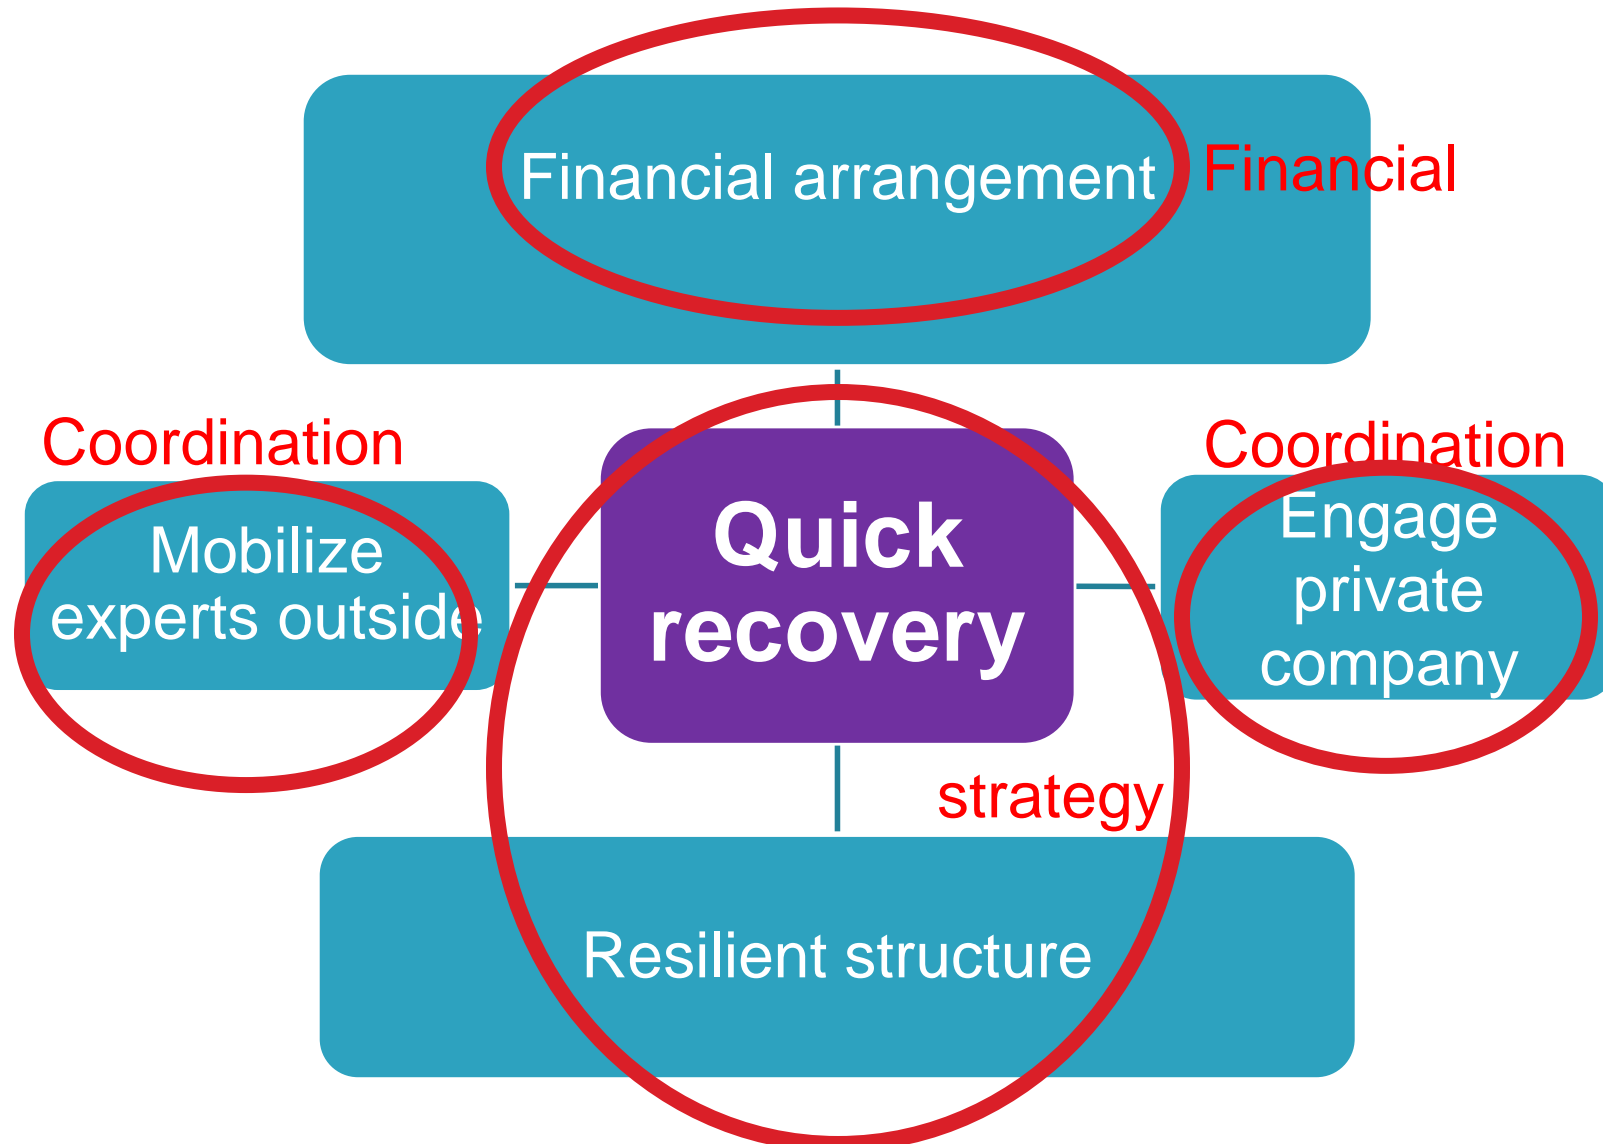 Financial arrangement
Financial
Coordination
Mobilize
experts outside
Quick
recovery
Coordination
Engage
private
company
strategy
Resilient structure